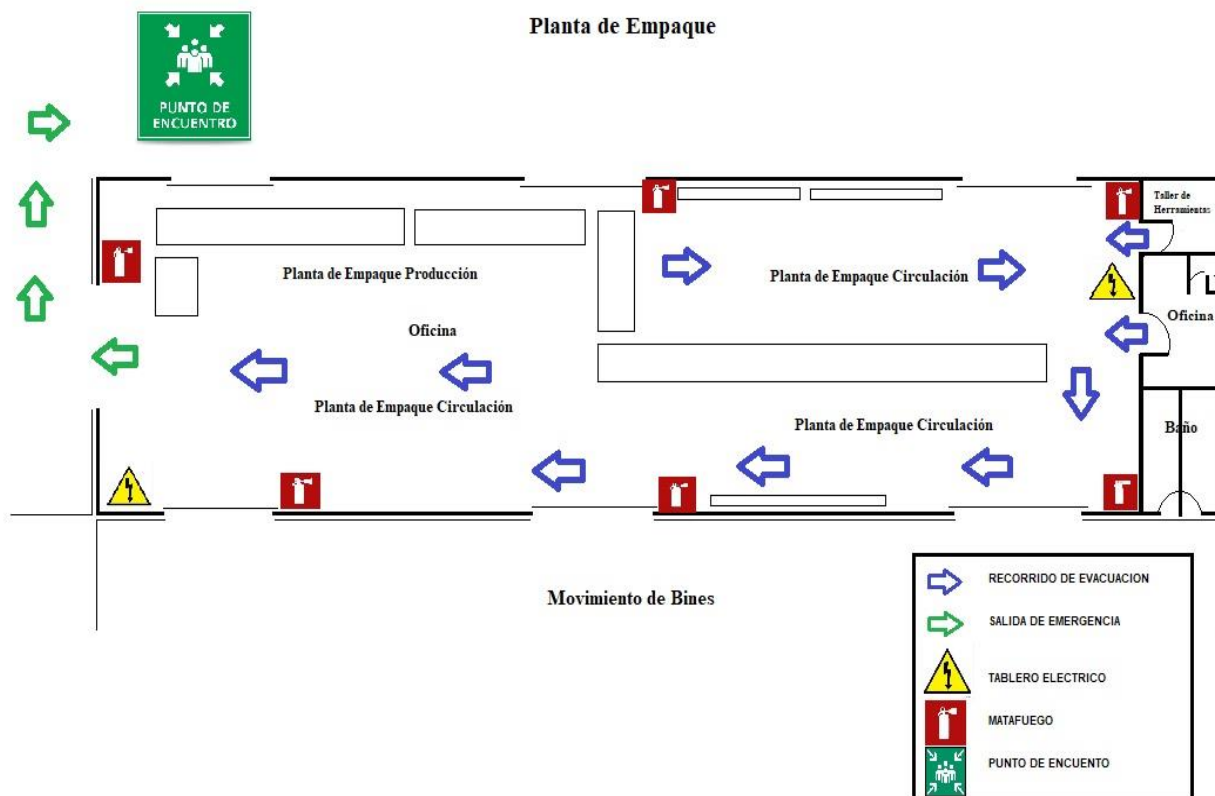 Planta de Empaque
PUNTO DE
ENCUENTRO
Taller de
Herramientas
Planta de Empaque Producción
Planta de Empaque Circulación
Oficina
Oficina
Planta de Empaque Circulación
Planta de Empaque Circulación
Baño
Movimiento de Bines
RECORRIDO DE EVACUACION
SALIDA DE EMERGENCIA
TABLERO ELECTRICO
MATAFUEGO
PUNTO DE ENCUENTO